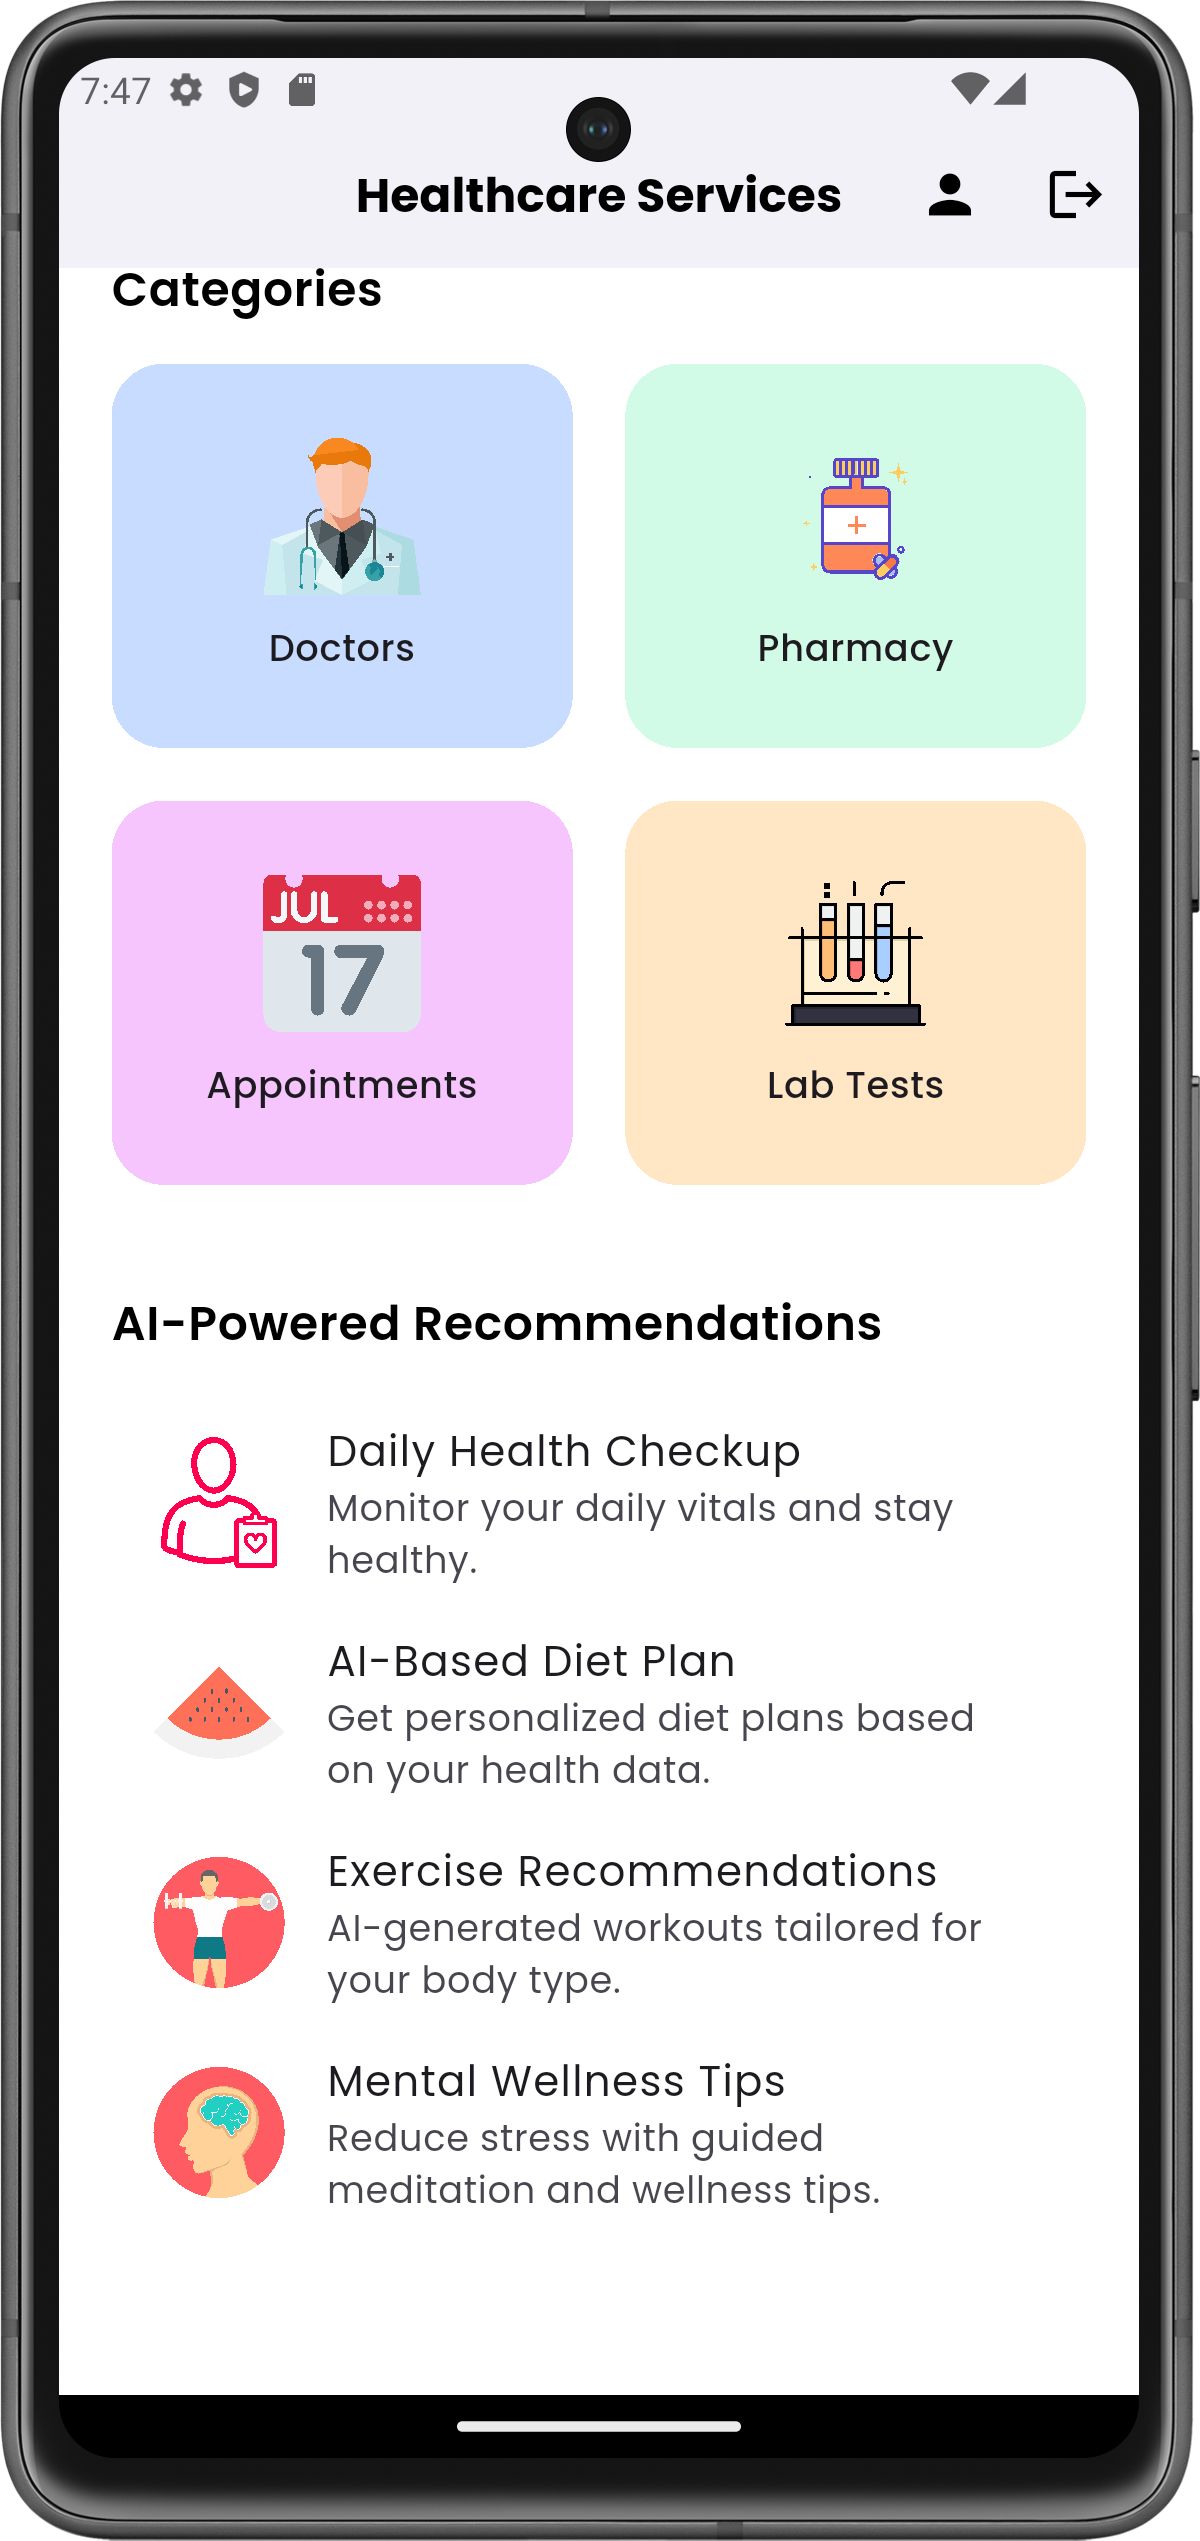 7:47
Healthcare Services
Categories
Doctors
Pharmacy
JUL
17
Appointments
Lab Tests
AI-Powered Recommendations
Daily Health Checkup
Monitor your daily vitals and stay
healthy.
AI-Based Diet Plan
Get personalized diet plans based
on your health data.
Exercise Recommendations
AI-generated workouts tailored for
your body type.
Mental Wellness Tips
Reduce stress with guided
meditation and wellness tips.